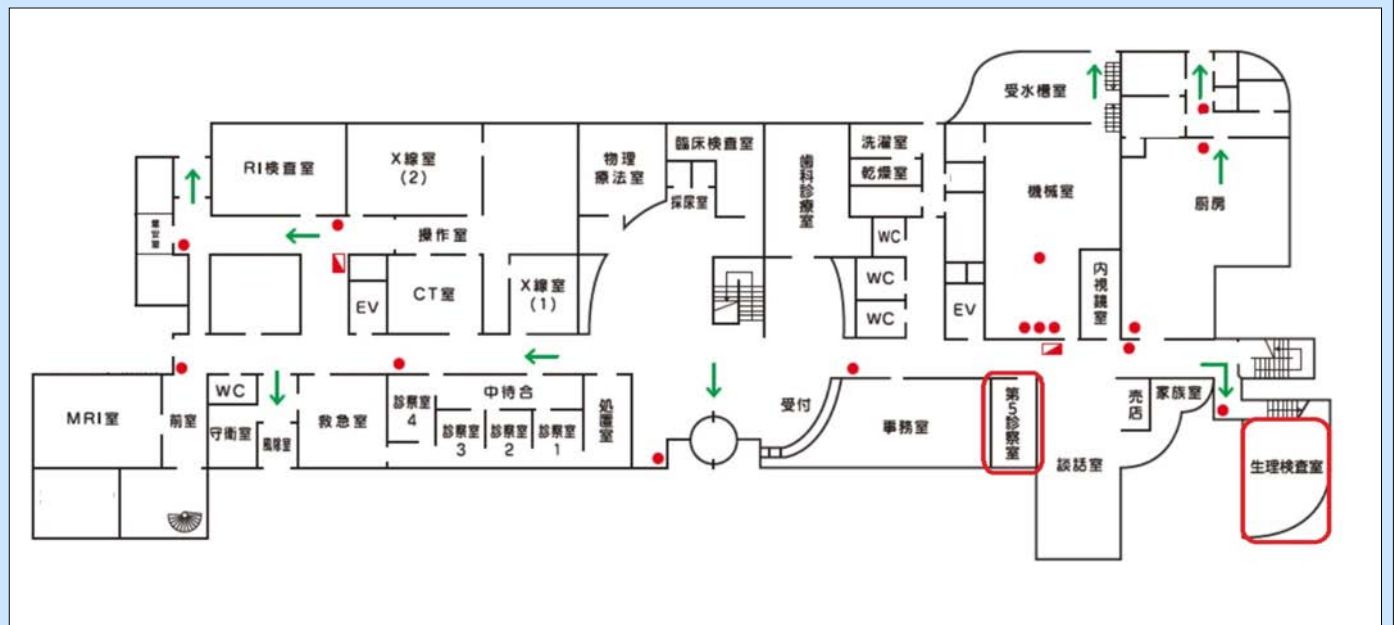 受水槽室
RI検査室
X線室
(2)
物理
療法室
臨床検査室
採尿室
歯科診療室
洗濯室
乾燥室
機械室
厨房
霊安室
操作室
WC
EV
CT室
X線室
(1)
WC
WC
EV
内視鏡室
MRI室
前室
WC
守衛室
風除室
救急室
診察室
4
中待合
診察室
3
診察室
2
診察室
1
処置室
受付
事務室
第5診察室
売店
家族室
談話室
生理検査室